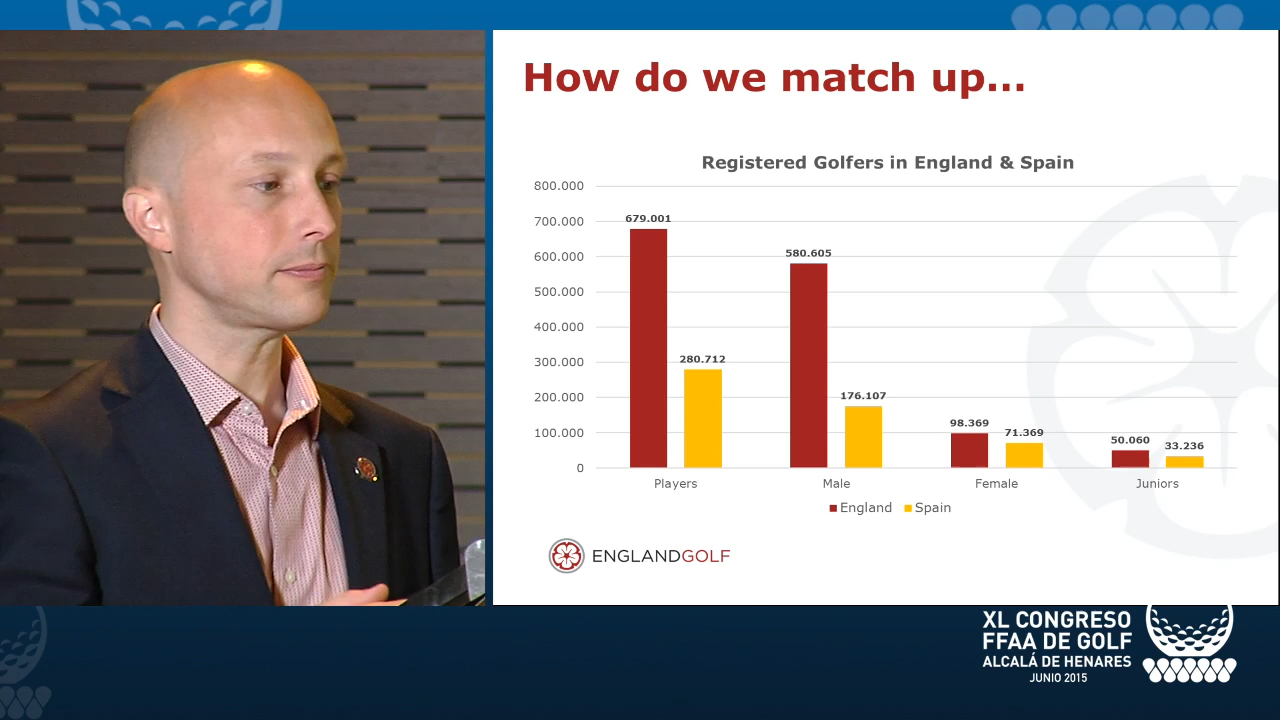 How do we match up...
Registered Golfers in England & Spain
800.000
700.000
600.000
500.000
400.000
300.000
200.000
100.000
0
679.001
280.712
580.605
176.107
98.369
71.369
50.060
33.236
Players
Male
Female
Juniors
England
Spain
ENGLANDGOLF
XL CONGRESO
FFAA DE GOLF
ALCALÁ DE HENARES
JUNIO 2015